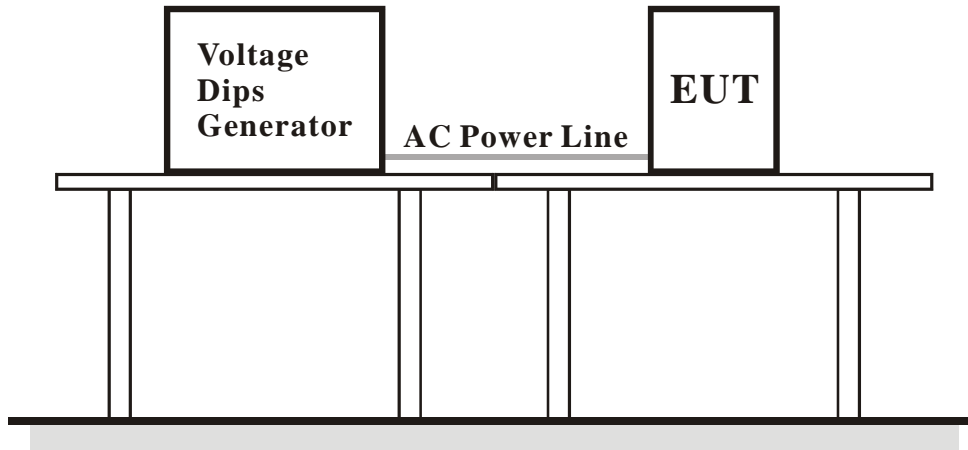 Voltage
Dips
Generator
EUT
AC Power Line